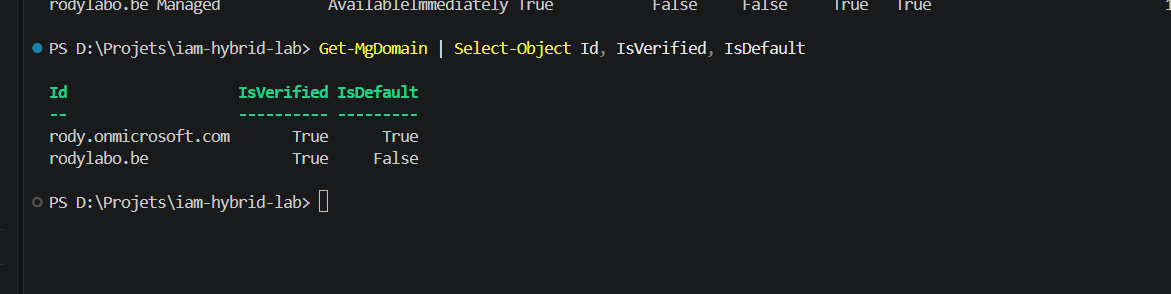 rodylabo.be Managed AvailableImmediately True False False True True 1
PS D:\Projets\iam-hybrid-lab> Get-MgDomain | Select-Object Id, IsVerified, IsDefault
Id IsVerified IsDefault
-- ---------- ---------
rody.onmicrosoft.com True True
rodylabo.be True False
PS D:\Projets\iam-hybrid-lab>